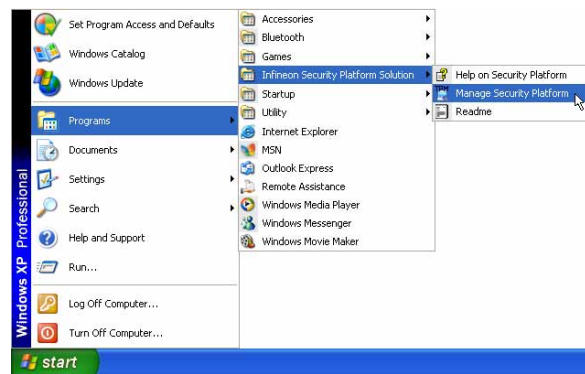 Set Program Access and Defaults
Windows Catalog
Windows Update
Programs
Documents
Settings
Search
Help and Support
Run...
Log Off Computer...
Turn Off Computer...
Windows XP Professional
start
Accessories
Bluetooth
Games
Infineon Security Platform Solution
Startup
Utility
Internet Explorer
MSN
Outlook Express
Remote Assistance
Windows Media Player
Windows Messenger
Windows Movie Maker
Help on Security Platform
TPM
Manage Security Platform
Readme